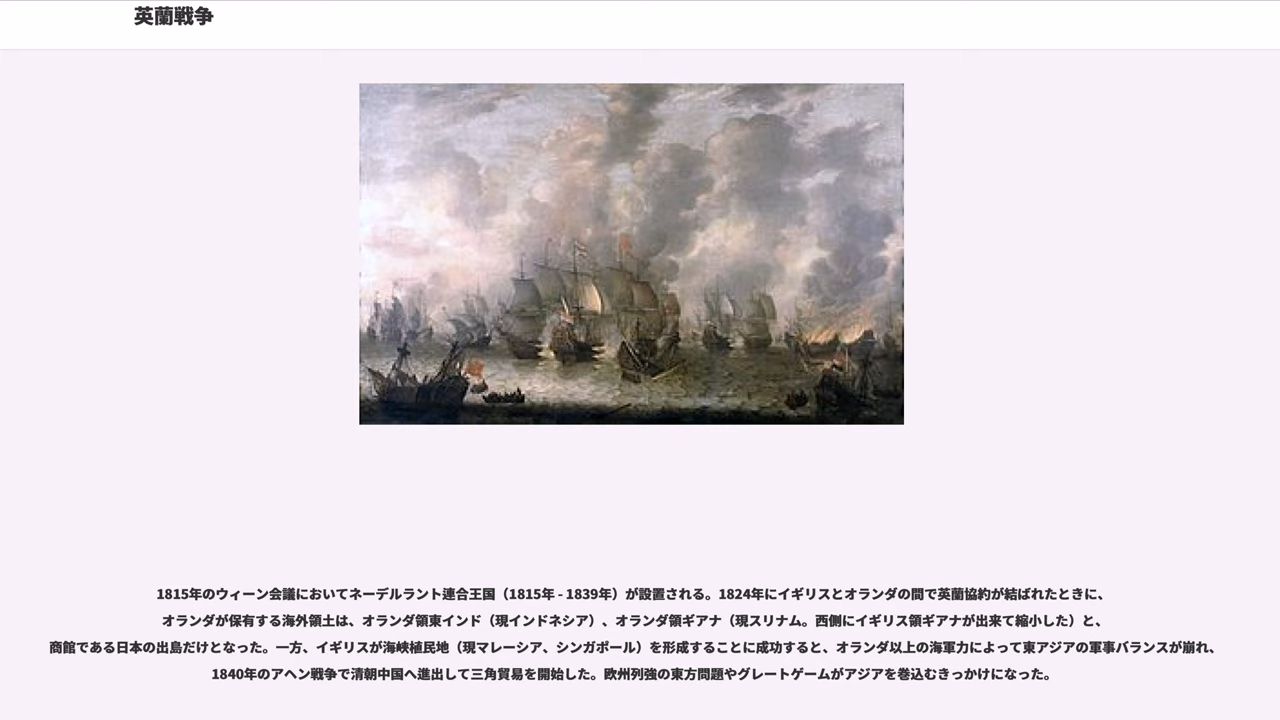 英蘭戦争
1815年のウィーン会議においてネーデルラント連合王国（1815年 - 1839年）が設置される。1824年にイギリスとオランダの間で英蘭協約が結ばれたときに、
オランダが保有する海外領土は、オランダ領東インド（現インドネシア）、オランダ領ギアナ（現スリナム。西側にイギリス領ギアナが出来て縮小した）と、
商館である日本の出島だけとなった。一方、イギリスが海峡植民地（現マレーシア、シンガポール）を形成することに成功すると、オランダ以上の海軍力によって東アジアの軍事バランスが崩れ、
1840年のアヘン戦争で清朝中国へ進出して三角貿易を開始した。欧州列強の東方問題やグレートゲームがアジアを巻込むきっかけになった。